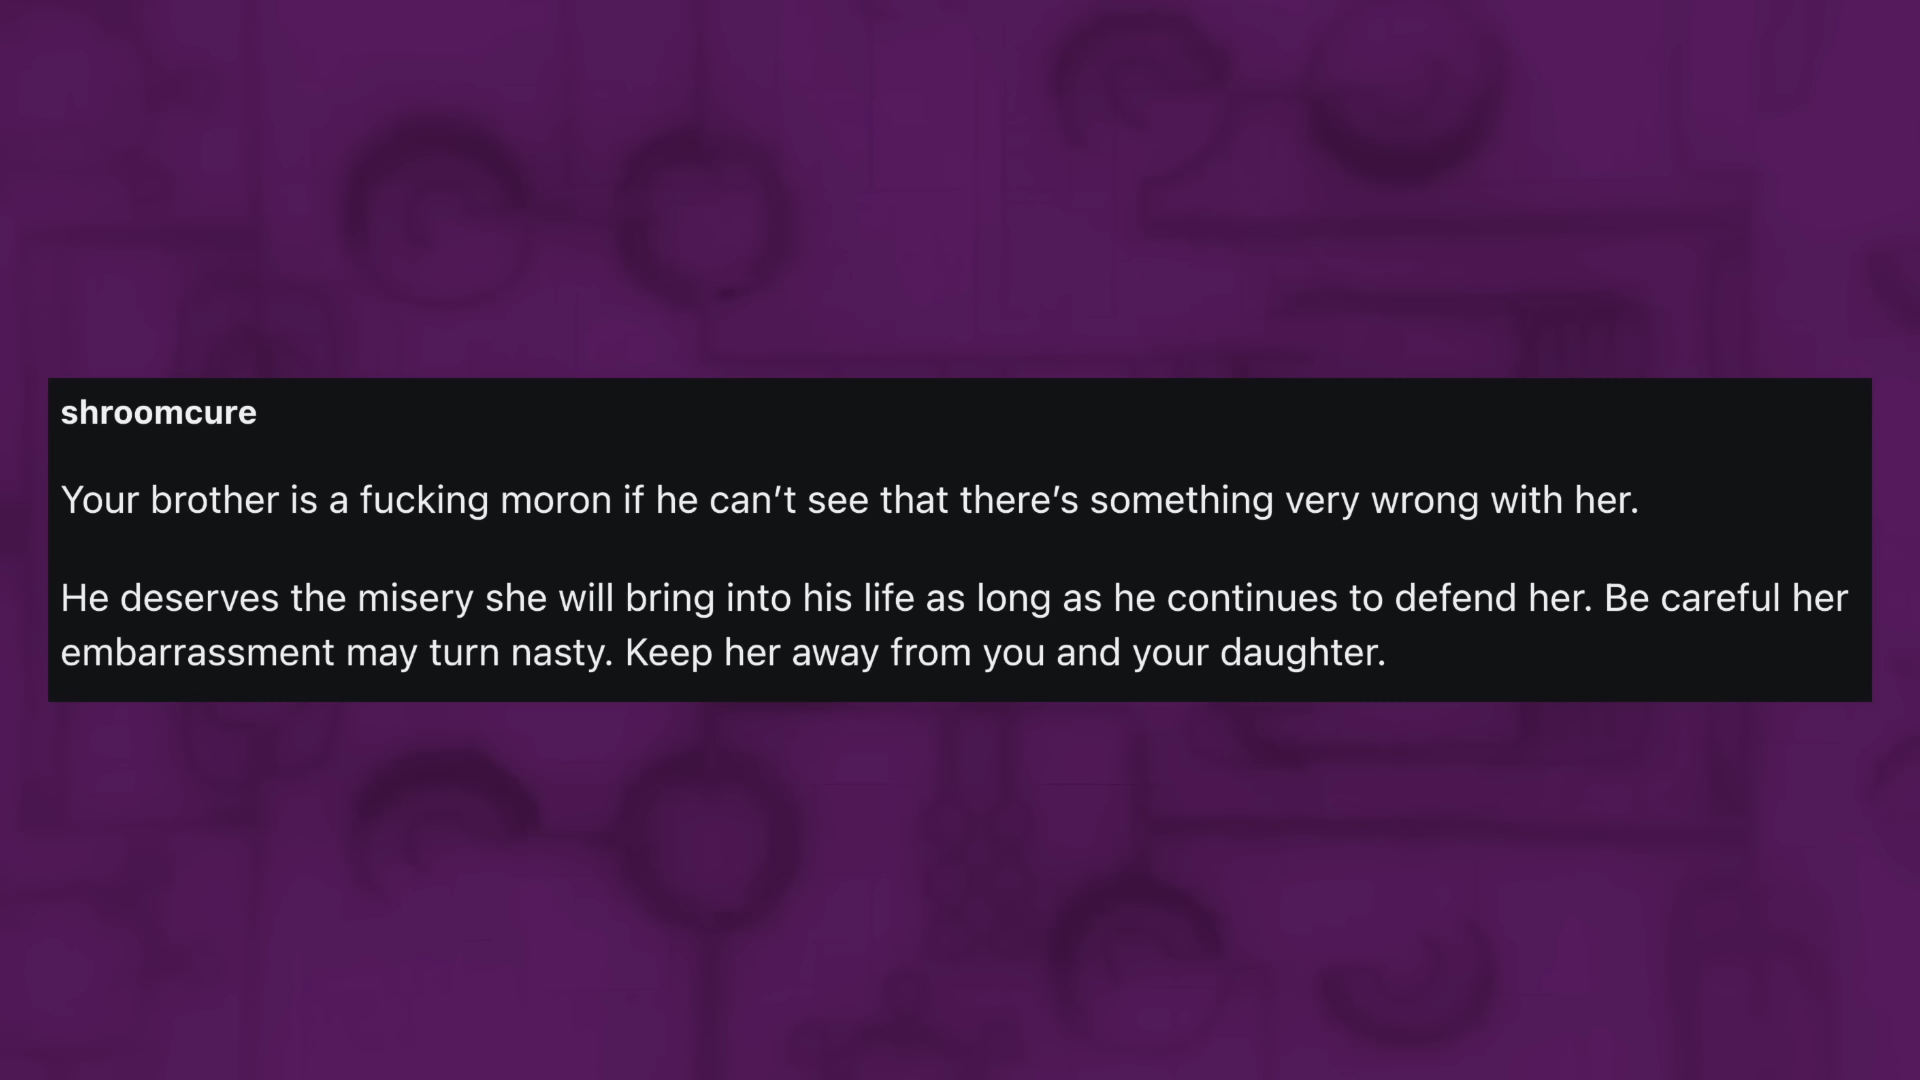 shroomcure
Your brother is a fucking moron if he can’t see that there’s something very wrong with her.
He deserves the misery she will bring into his life as long as he continues to defend her. Be careful her
embarrassment may turn nasty. Keep her away from you and your daughter.